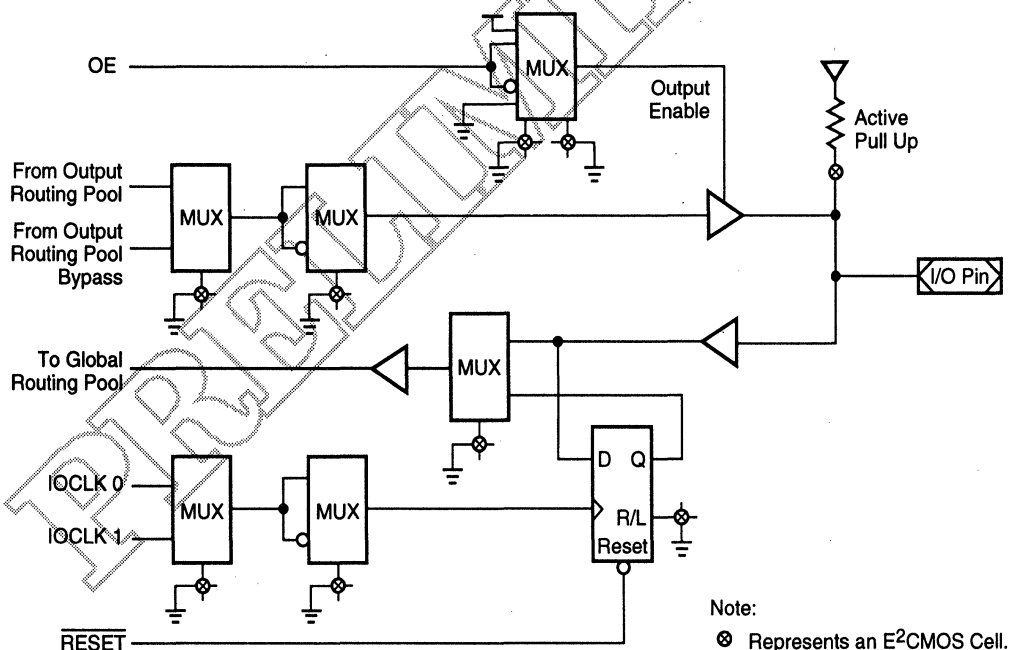 OE
MUX
Output
Enable
Active
Pull Up
From Output
Routing Pool
MUX
MUX
From Output
Routing Pool
Bypass
I/O Pin
To Global
Routing Pool
MUX
D Q
IOCLK 0
MUX
MUX
IOCLK 1
R/L
Reset
Note:
RESET
⊗ Represents an E²CMOS Cell.
PRELIM